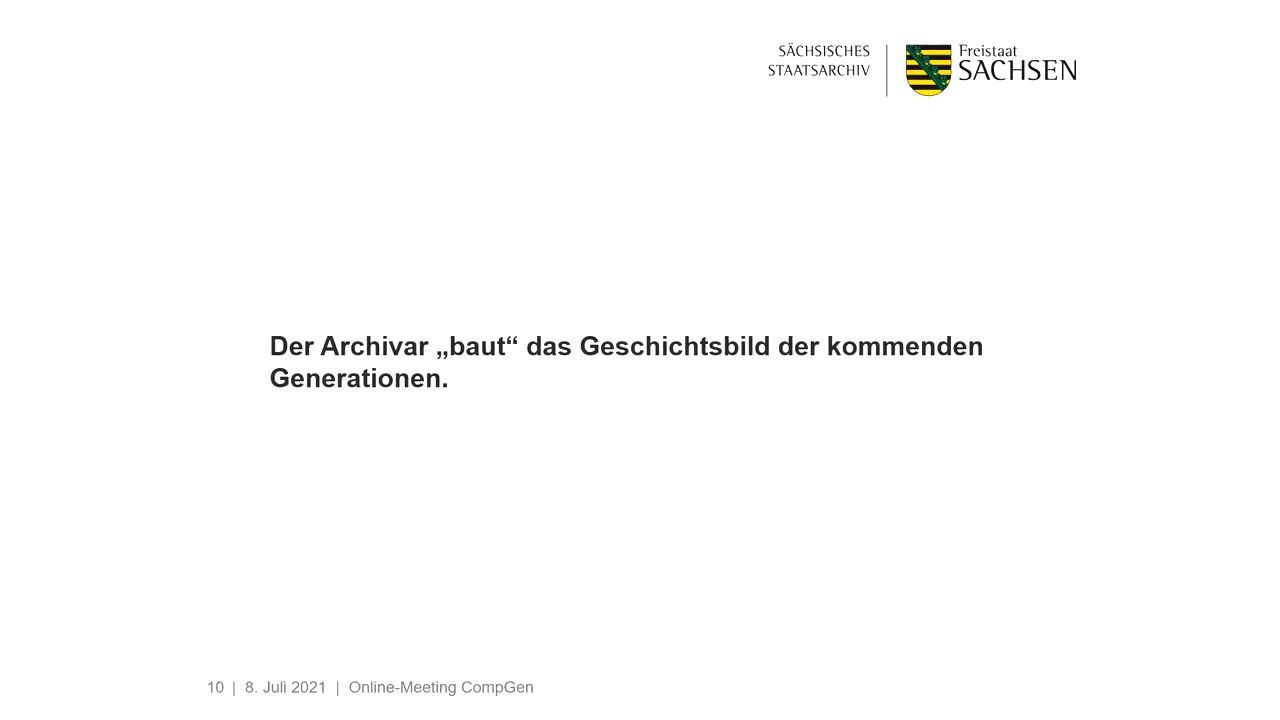 SÄCHSISCHES
STAATSARCHIV
Freistaat
SACHSEN
Der Archivar „baut“ das Geschichtsbild der kommenden
Generationen.
10 | 8. Juli 2021 | Online-Meeting CompGen